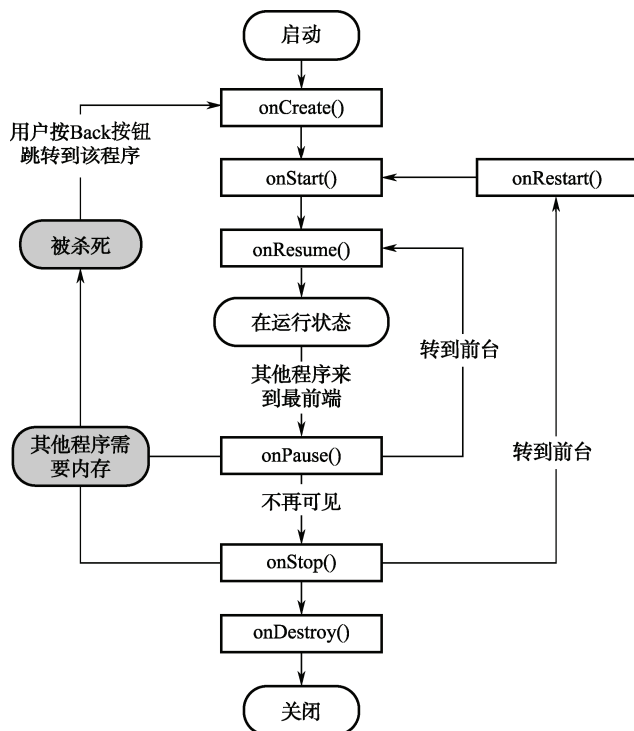 启动
onCreate()
用户按Back按钮
跳转到该程序
onStart()
onRestart()
被杀死
onResume()
在运行状态
转到前台
其他程序来
到最前端
其他程序需
要内存
onPause()
转到前台
不再可见
onStop()
onDestroy()
关闭